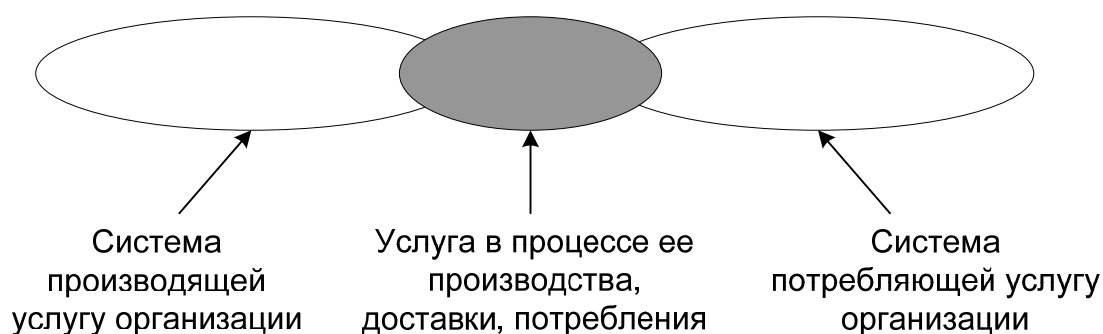 Система
производящей
услугу организации
Услуга в процессе ее
производства,
доставки, потребления
Система
потребляющей услугу
организации